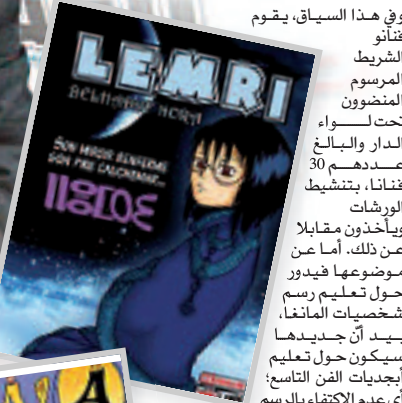 LEMRI
BELHADJ NORA
SON MIROIR RENFERME
SON PIRE CAUCHEMAR...
وفي هذا السياق، يقوم
فنانو
الشريط
المرسوم
المنضوون
تحت لواء
الدار والبالغ
عددهم 30
فنانا، بتنشيط
الورشات
ويأخذون مقابلا
عن ذلك. أما عن
موضوعها فيدور
حول تعليم رسم
شخصيات المانغا،
بيد أنّ جديدها
سيكون حول تعليم
أبجديات الفن التاسع؛
أي عدم الاكتفاء بالرسم